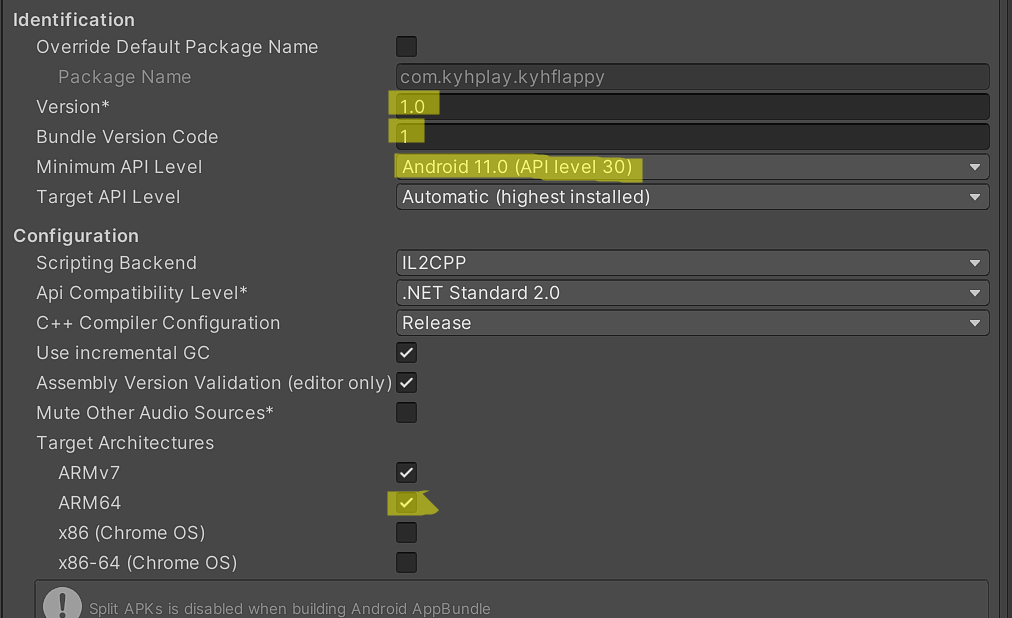 Identification
Override Default Package Name
Package Name com.kyhplay.kyhflappy
Version* 1.0
Bundle Version Code 1
Minimum API Level Android 11.0 (API level 30)
Target API Level Automatic (highest installed)
Configuration
Scripting Backend IL2CPP
Api Compatibility Level* .NET Standard 2.0
C++ Compiler Configuration Release
Use incremental GC
Assembly Version Validation (editor only)
Mute Other Audio Sources*
Target Architectures
ARMv7
ARM64
x86 (Chrome OS)
x86-64 (Chrome OS)
Split APKs is disabled when building Android AppBundle